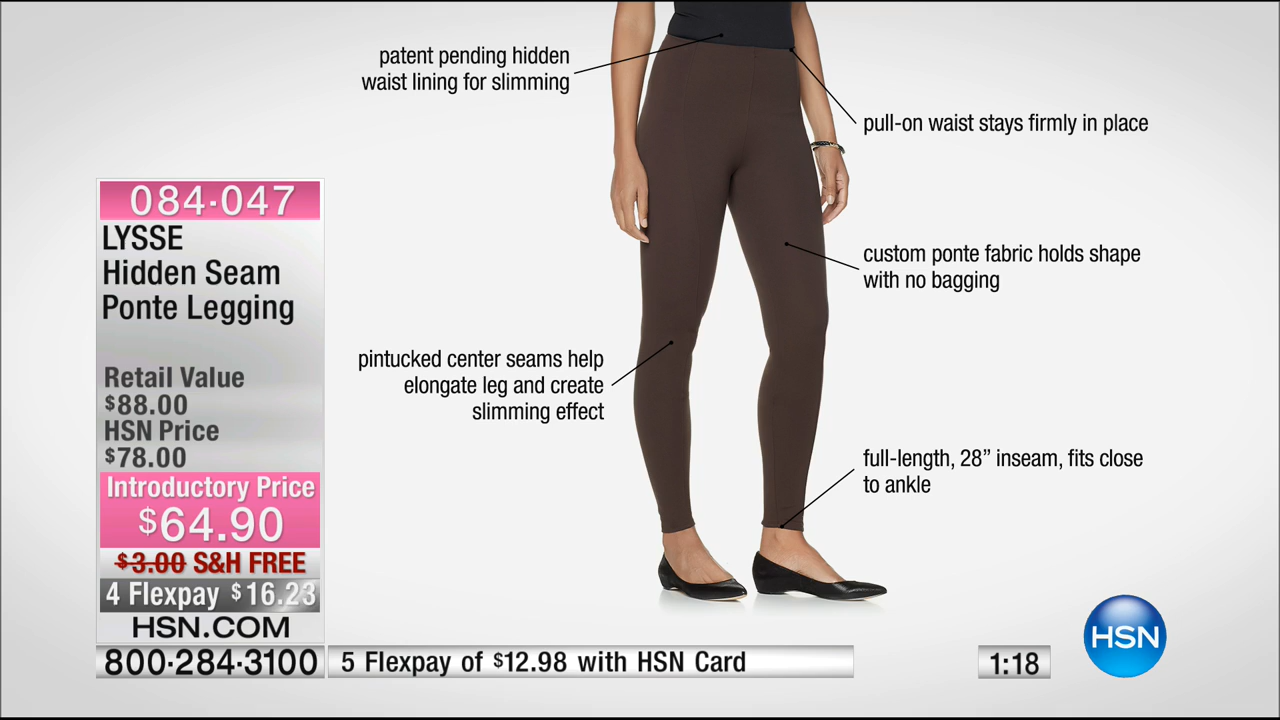 patent pending hidden
waist lining for slimming
pull-on waist stays firmly in place
084·047
LYSSE
Hidden Seam
Ponte Legging
custom ponte fabric holds shape
with no bagging
pintucked center seams help
elongate leg and create
slimming effect
Retail Value
$88.00
HSN Price
$78.00
Introductory Price
$64.90
$3.00 S&H FREE
4 Flexpay $16.23
HSN.COM
800·284·3100
full-length, 28” inseam, fits close
to ankle
5 Flexpay of $12.98 with HSN Card
1:18
HSN